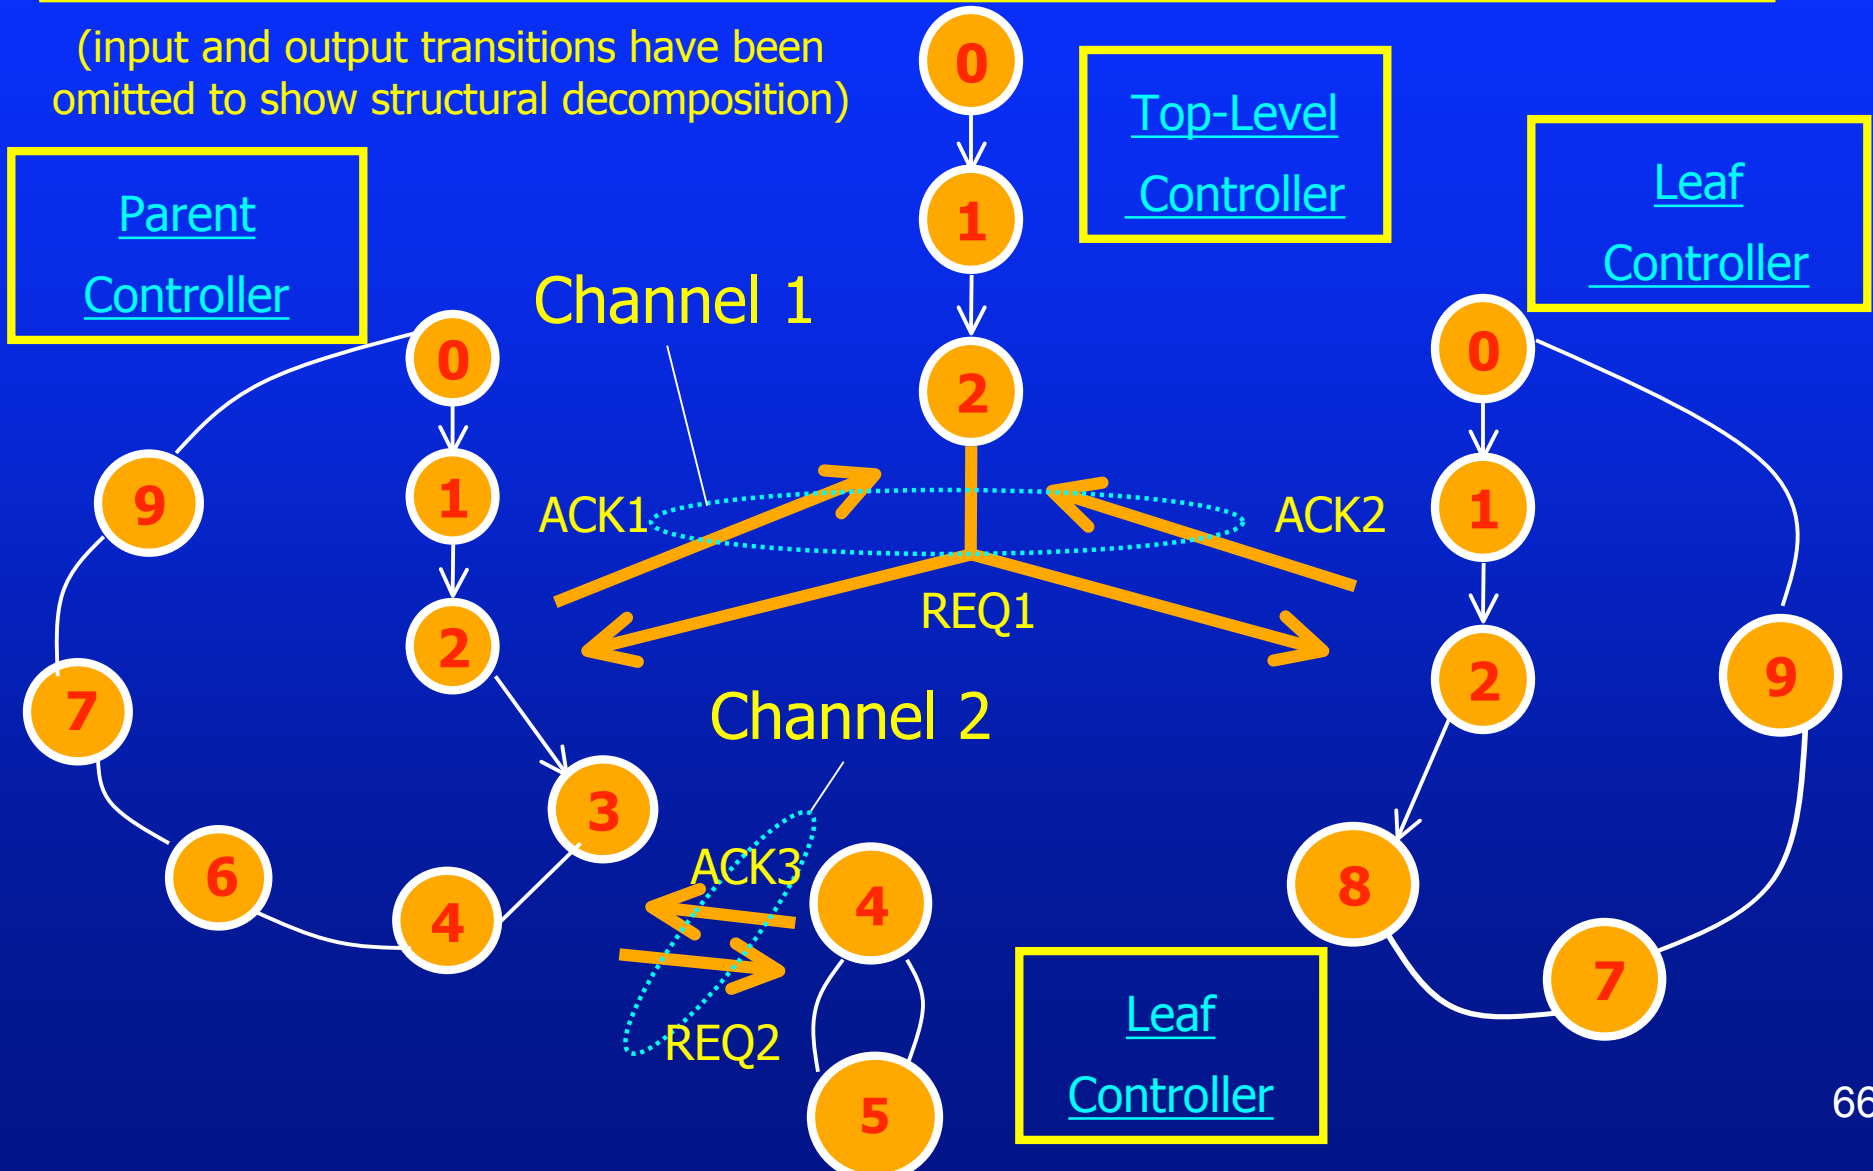 (input and output transitions have been
omitted to show structural decomposition)
Top-Level
Controller
Leaf
Controller
Parent
Controller
Channel 1
0
1
2
0
1
2
3
4
6
7
9
ACK1
ACK2
REQ1
0
1
2
8
7
9
Channel 2
ACK3
REQ2
4
5
Leaf
Controller
66